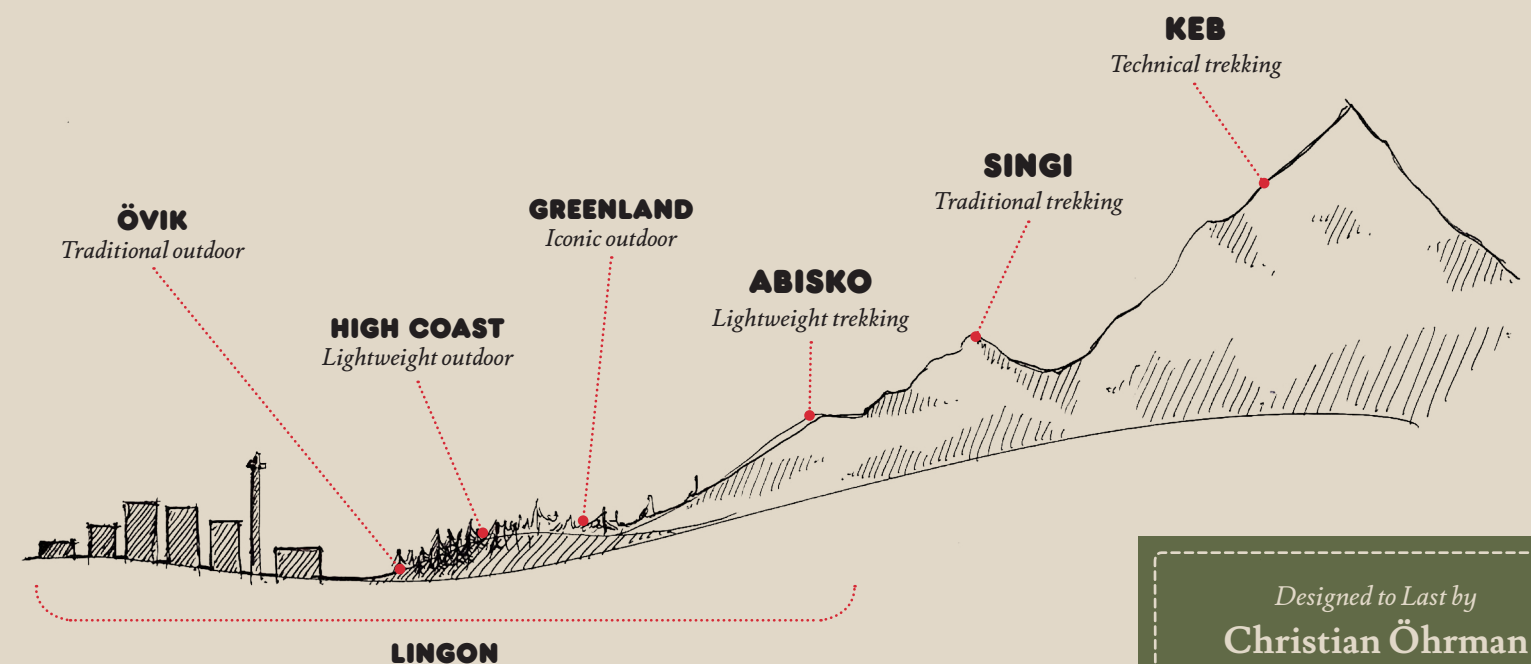 KEB
Technical trekking
SINGI
Traditional trekking
GREENLAND
Iconic outdoor
ÖVIK
Traditional outdoor
ABISKO
Lightweight trekking
HIGH COAST
Lightweight outdoor
LINGON
Designed to Last by
Christian Öhrman